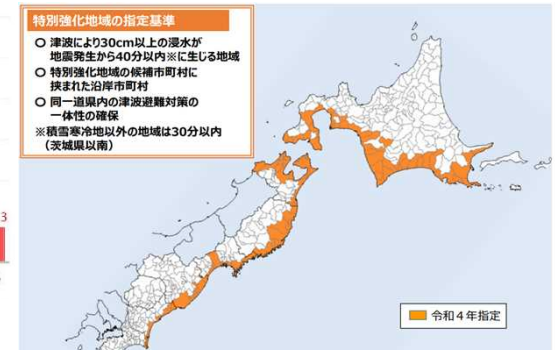 特別強化地域の指定基準
〇 津波により30cm以上の浸水が
地震発生から40分以内※に生じる地域
〇 特別強化地域の候補市町村に
挟まれた沿岸市町村
〇 同一道県内の津波避難対策の
一体性の確保
※積雪寒冷地以外の地域は30分以内
（茨城県以南）
3
令和４年指定